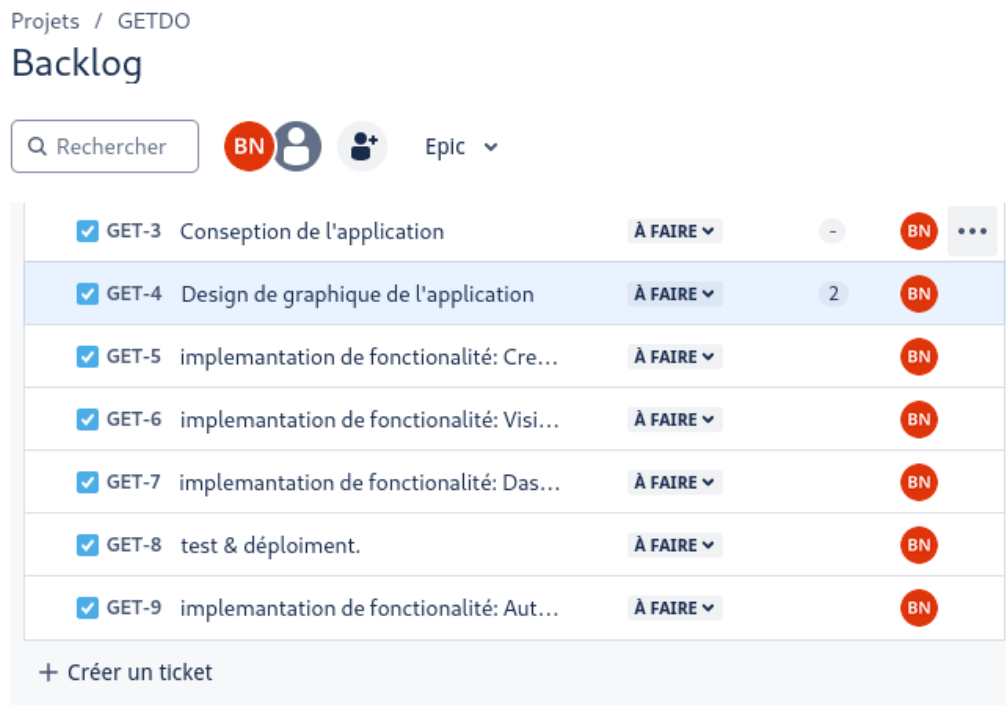 Projets / GETDO
Backlog
Rechercher BN Epic
GET-3 Conseption de l'application À FAIRE - BN
GET-4 Design de graphique de l'application À FAIRE 2 BN
GET-5 implemantation de fonctionalité: Cre... À FAIRE BN
GET-6 implemantation de fonctionalité: Visi... À FAIRE BN
GET-7 implemantation de fonctionalité: Das... À FAIRE BN
GET-8 test & déploiment. À FAIRE BN
GET-9 implemantation de fonctionalité: Aut... À FAIRE BN
+ Créer un ticket